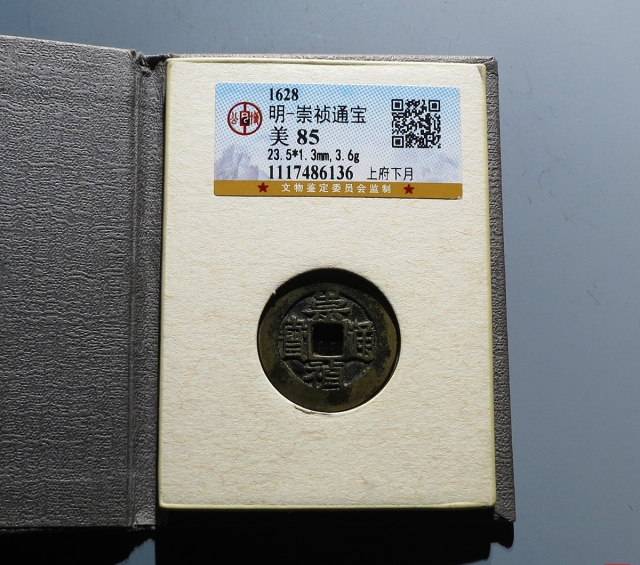 1628
明-崇祯通宝
美 85
23.5*1.3mm,3.6g
1117486136 上府下月
★ 文物鉴定委员会监制 ★
崇
寳 通
禎